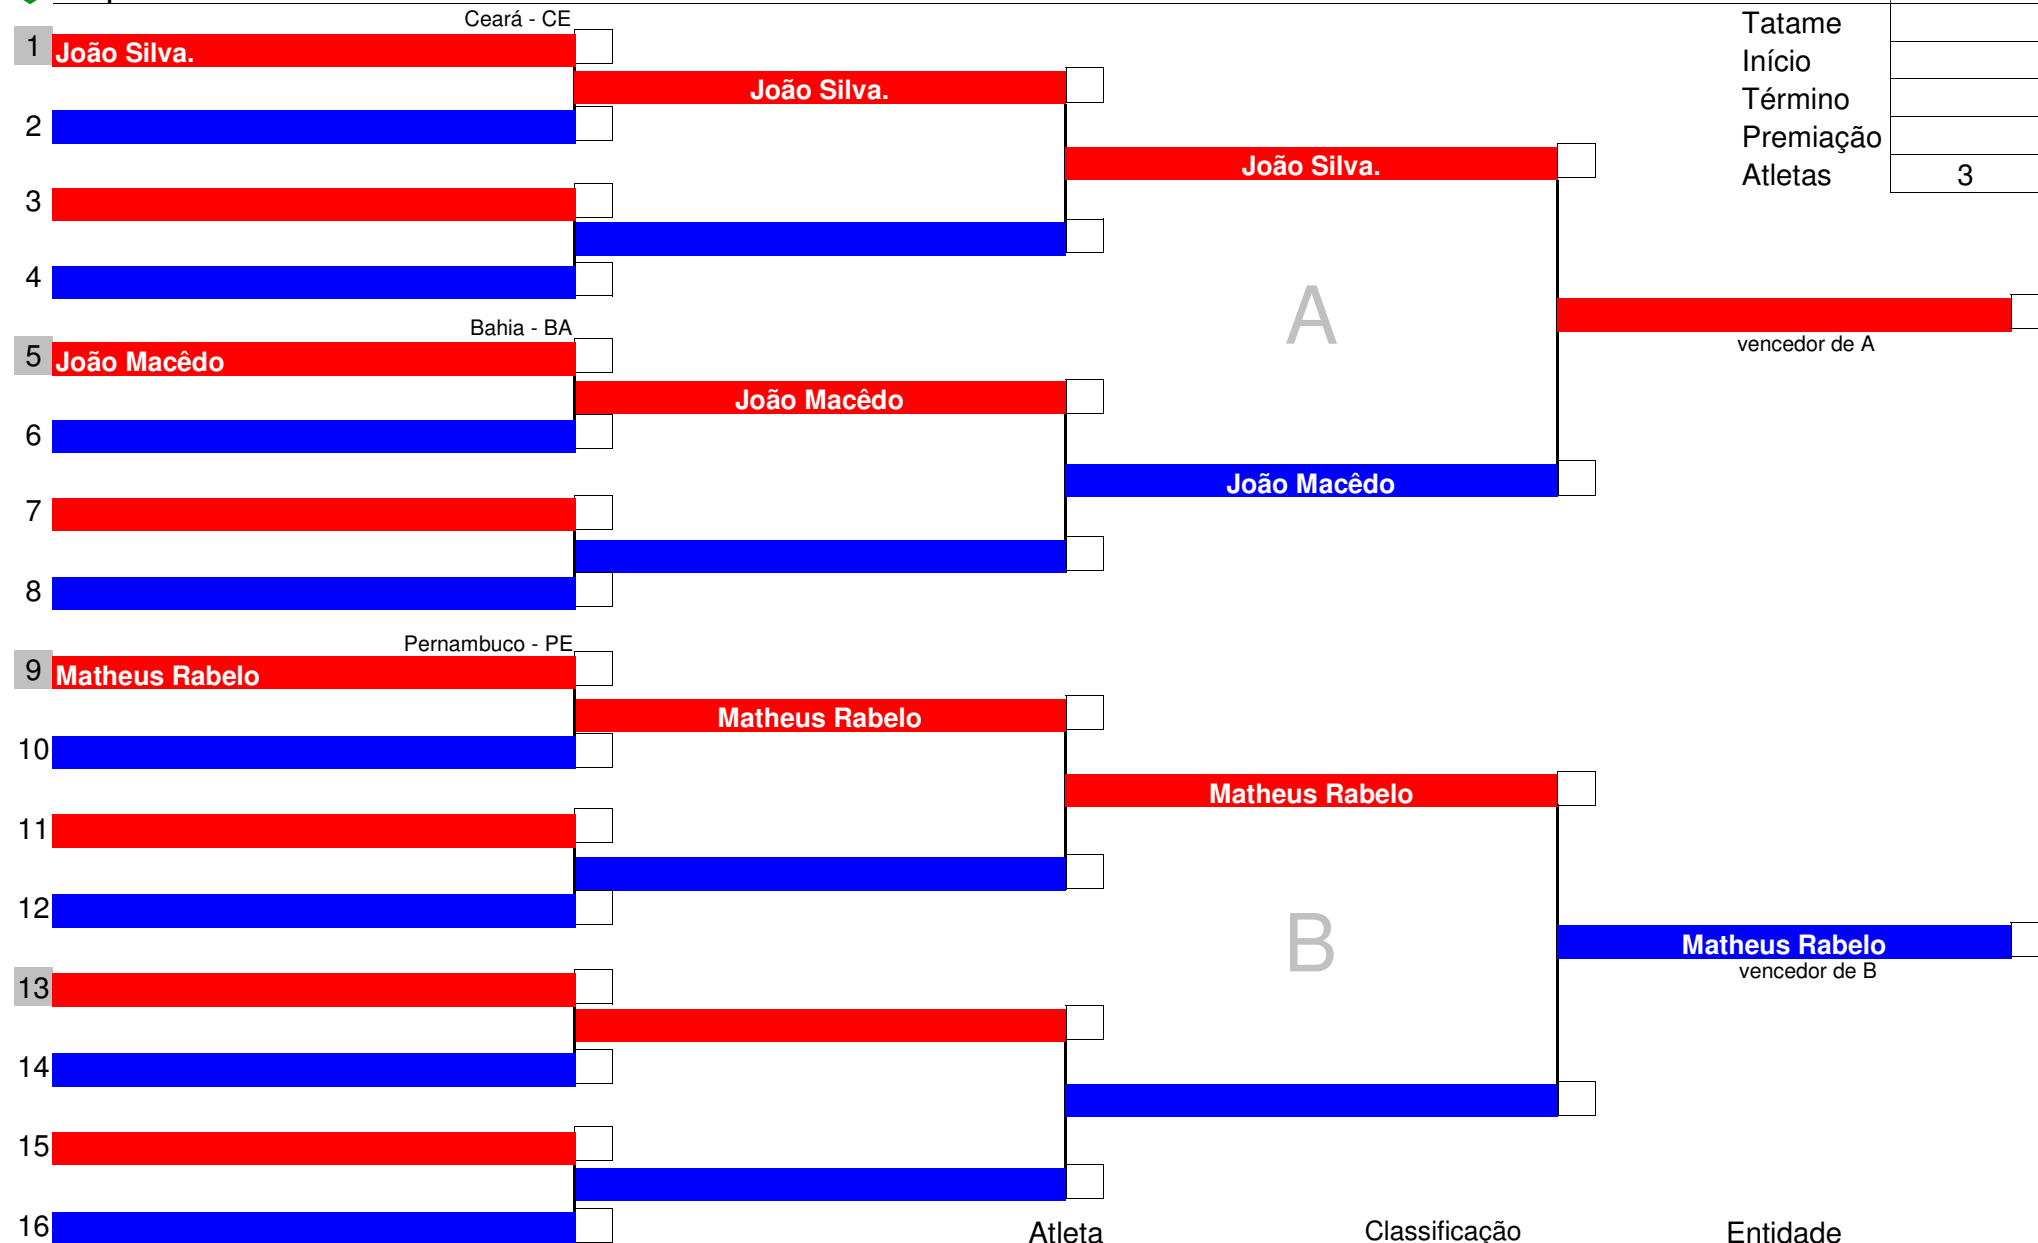 Ceará - CE
Tatame
1 João Silva.
Início
João Silva.
Término
2
Premiação
João Silva.
Atletas 3
3
4
A
Bahia - BA
vencedor de A
5 João Macêdo
João Macêdo
6
João Macêdo
7
8
Pernambuco - PE
9 Matheus Rabelo
Matheus Rabelo
10
Matheus Rabelo
11
12
B
Matheus Rabelo
vencedor de B
13
14
15
16
Atleta Classificação Entidade